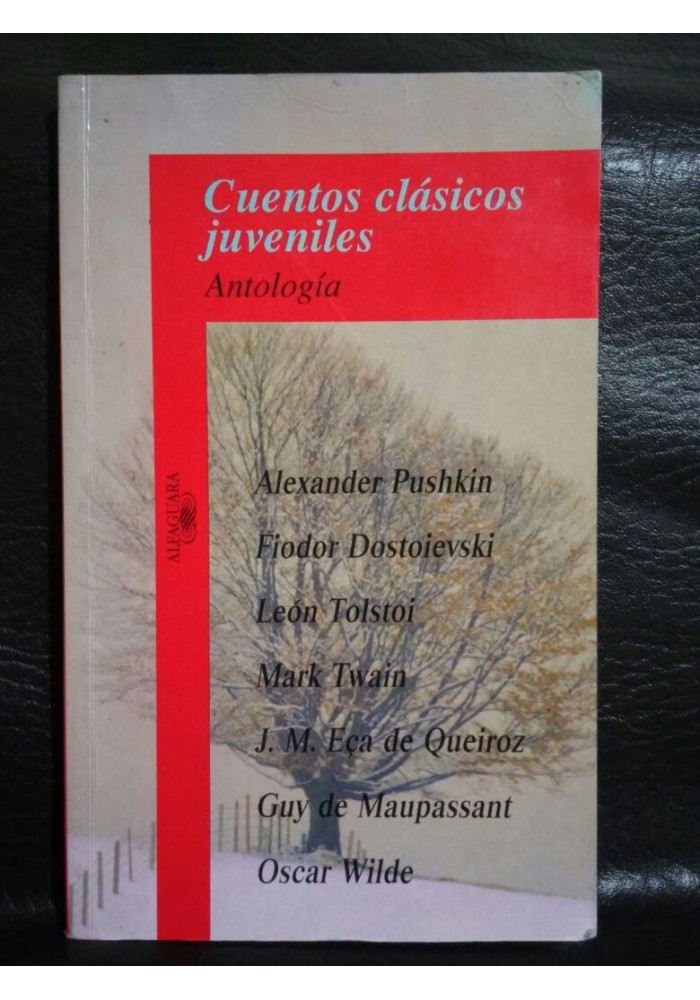 Cuentos clásicos
juveniles
Antología
ALFAGUARA
Alexander Pushkin
Fiodor Dostoievski
León Tolstoi
Mark Twain
J. M. Eça de Queiroz
Guy de Maupassant
Oscar Wilde